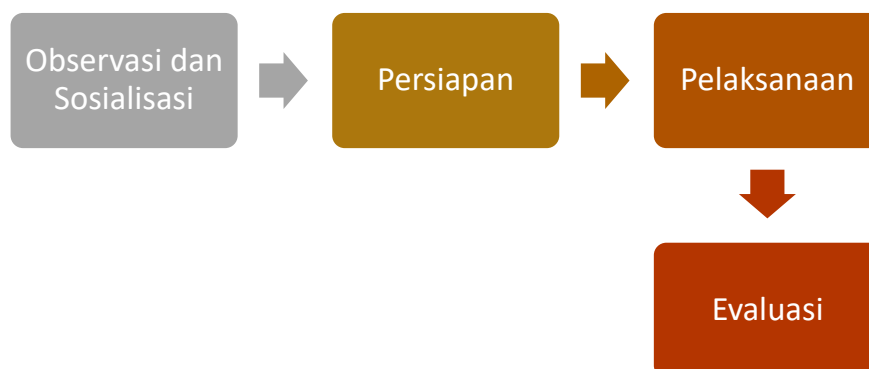 Observasi dan
Sosialisasi
Persiapan
Pelaksanaan
Evaluasi